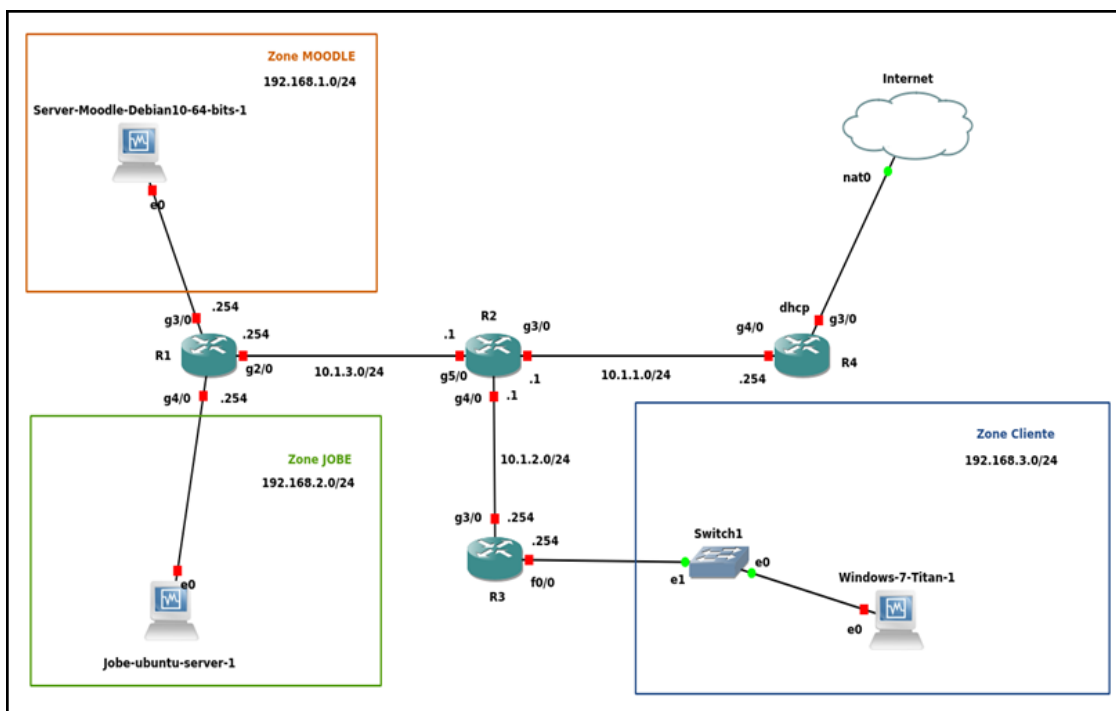 Zone MOODLE
192.168.1.0/24
Server-Moodle-Debian10-64-bits-1
e0
Internet
nat0
.254
g3/0
R1
.254
g2/0
g4/0
.254
10.1.3.0/24
R2
.1
g3/0
g5/0
.1
g4/0
.1
10.1.1.0/24
dhcp
g3/0
g4/0
R4
.254
Zone JOBE
192.168.2.0/24
e0
Jobe-ubuntu-server-1
10.1.2.0/24
g3/0
.254
.254
R3
f0/0
Zone Cliente
192.168.3.0/24
Switch1
e0
e1
Windows-7-Titan-1
e0